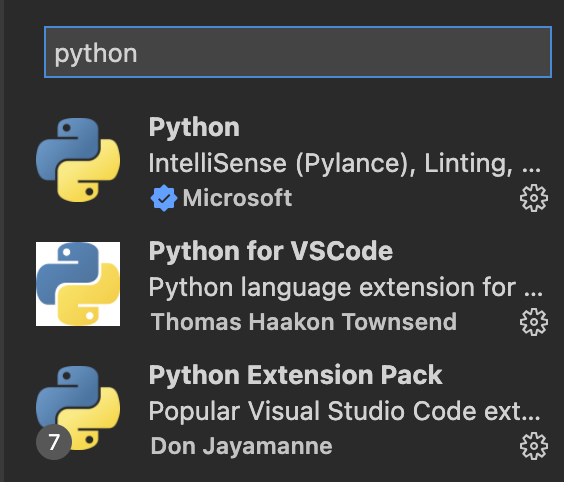 python
Python
IntelliSense (Pylance), Linting, ...
Microsoft
Python for VSCode
Python language extension for ...
Thomas Haakon Townsend
Python Extension Pack
Popular Visual Studio Code ext...
7
Don Jayamanne